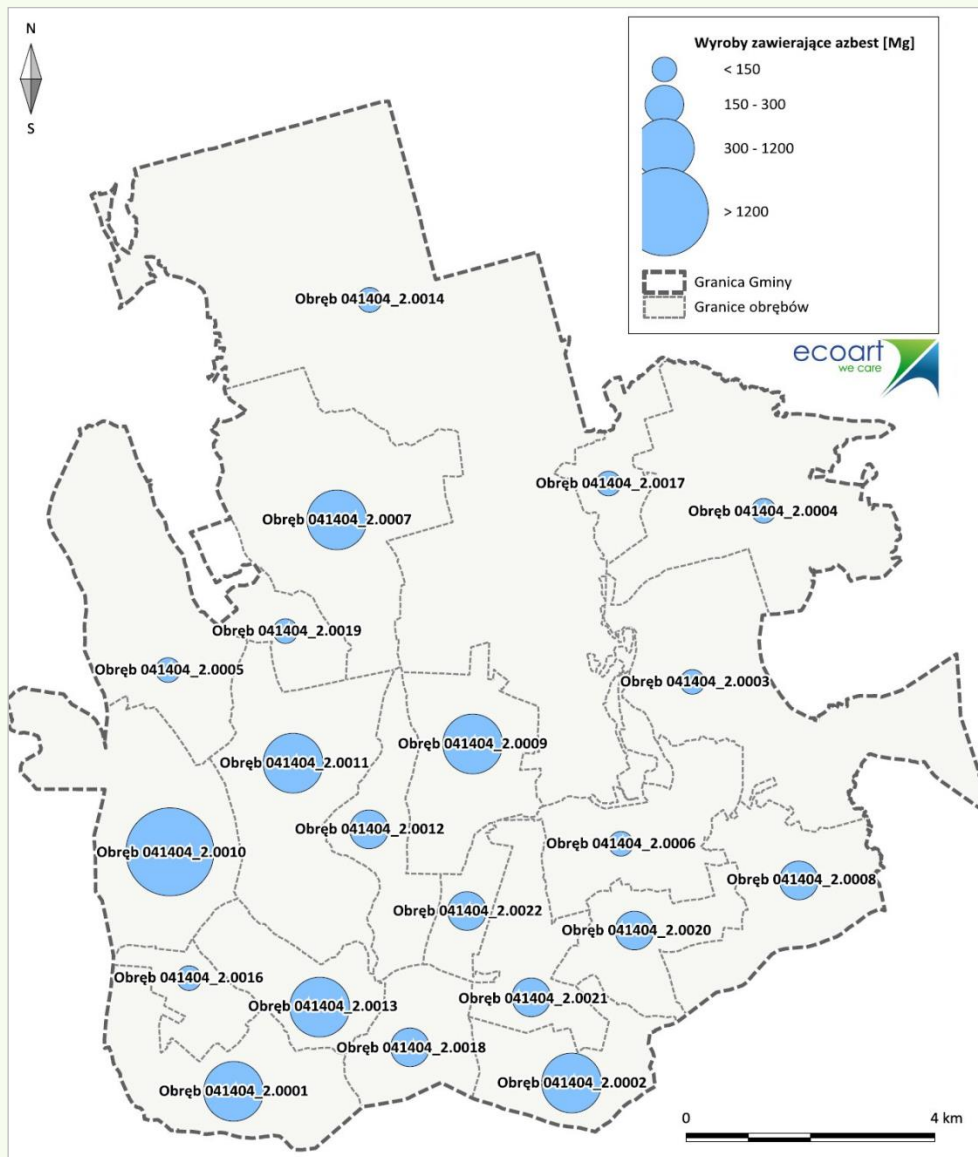 N
S
Wyroby zawierające azbest [Mg]
< 150
150 - 300
300 - 1200
> 1200
Granica Gminy
Granice obrębów
ecoart
we care
Obręb 041404_2.0014
Obręb 041404_2.0017
Obręb 041404_2.0004
Obręb 041404_2.0007
Obręb 041404_2.0019
Obręb 041404_2.0005
Obręb 041404_2.0003
Obręb 041404_2.0009
Obręb 041404_2.0011
Obręb 041404_2.0012
Obręb 041404_2.0006
Obręb 041404_2.0010
Obręb 041404_2.0008
Obręb 041404_2.0022
Obręb 041404_2.0020
Obręb 041404_2.0016
Obręb 041404_2.0021
Obręb 041404_2.0013
Obręb 041404_2.0018
Obręb 041404_2.0002
Obręb 041404_2.0001
0 4 km